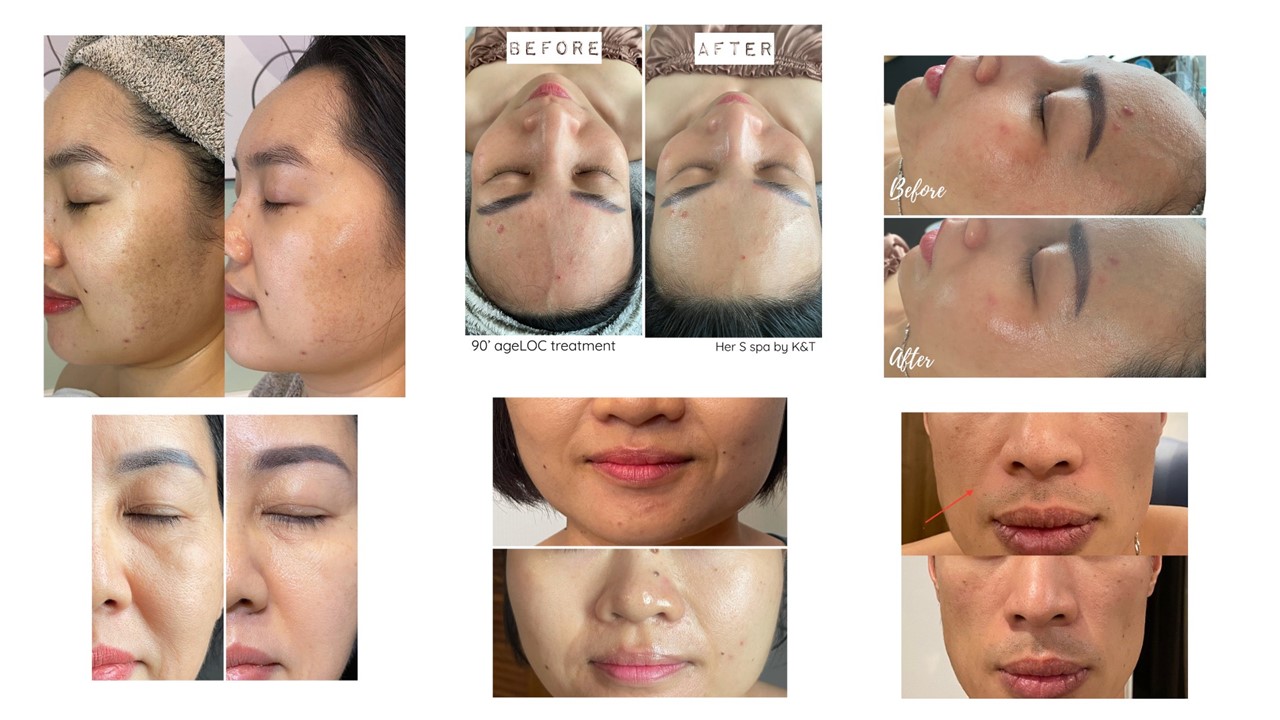 BEFORE
AFTER
90' ageLOC treatment
Her S spa by K&T
Before
After